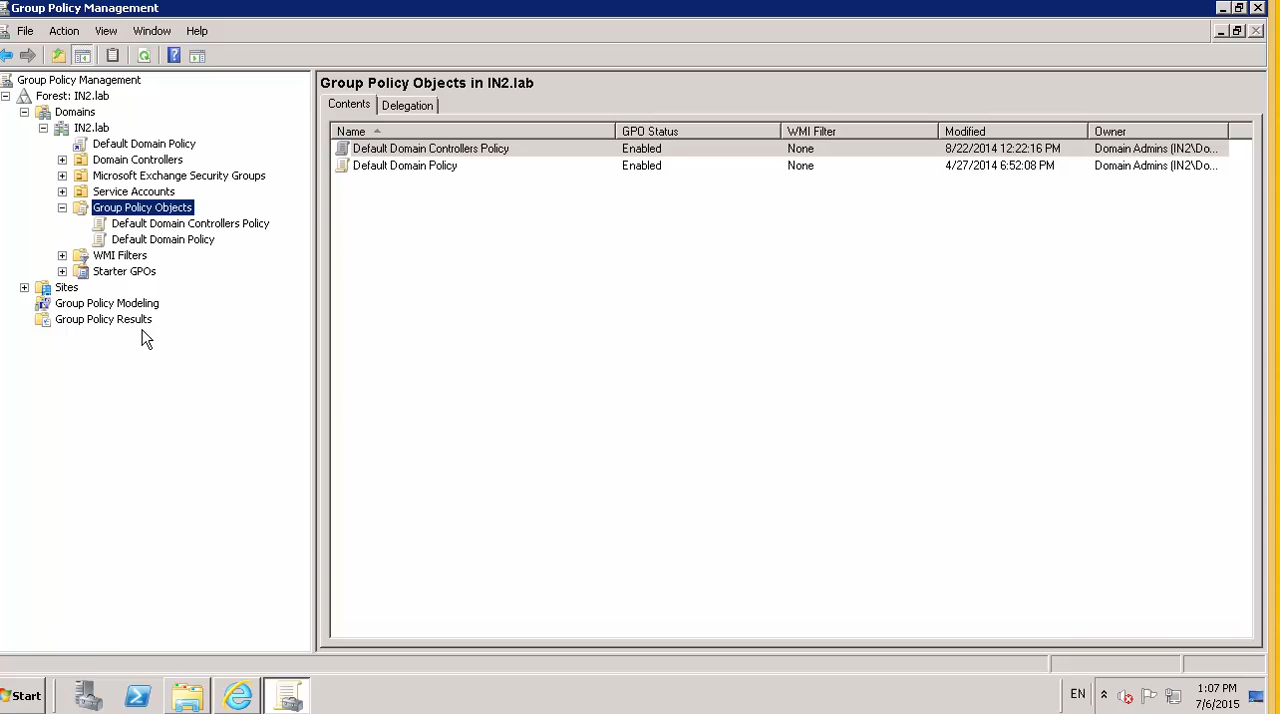 Group Policy Management
File Action View Window Help
Group Policy Management
Forest: IN2.lab
Domains
IN2.lab
Default Domain Policy
Domain Controllers
Microsoft Exchange Security Groups
Service Accounts
Group Policy Objects
Default Domain Controllers Policy
Default Domain Policy
WMI Filters
Starter GPOs
Sites
Group Policy Modeling
Group Policy Results
Group Policy Objects in IN2.lab
Contents Delegation
Name GPO Status WMI Filter Modified Owner
Default Domain Controllers Policy Enabled None 8/22/2014 12:22:16 PM Domain Admins (IN2\Do...
Default Domain Policy Enabled None 4/27/2014 6:52:08 PM Domain Admins (IN2\Do...
Start EN 1:07 PM
7/6/2015